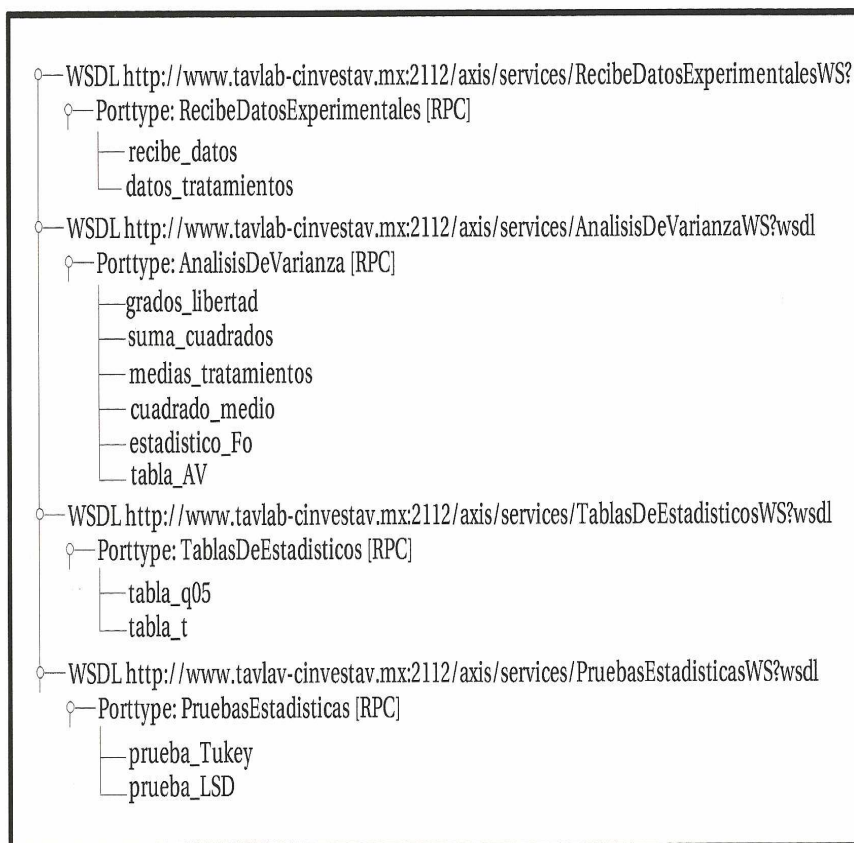 WSDL http://www.tavlab-cinvestav.mx:2112/axis/services/RecibeDatosExperimentalesWS?
Porttype: RecibeDatosExperimentales [RPC]
recibe_datos
datos_tratamientos
WSDL http://www.tavlab-cinvestav.mx:2112/axis/services/AnalisisDeVarianzaWS?wsdl
Porttype: AnalisisDeVarianza [RPC]
grados_libertad
suma_cuadrados
medias_tratamientos
cuadrado_medio
estadistico_Fo
tabla_AV
WSDL http://www.tavlab-cinvestav.mx:2112/axis/services/TablasDeEstadisticosWS?wsdl
Porttype: TablasDeEstadisticos [RPC]
tabla_q05
tabla_t
WSDL http://www.tavlav-cinvestav.mx:2112/axis/services/PruebasEstadisticasWS?wsdl
Porttype: PruebasEstadisticas [RPC]
prueba_Tukey
prueba_LSD